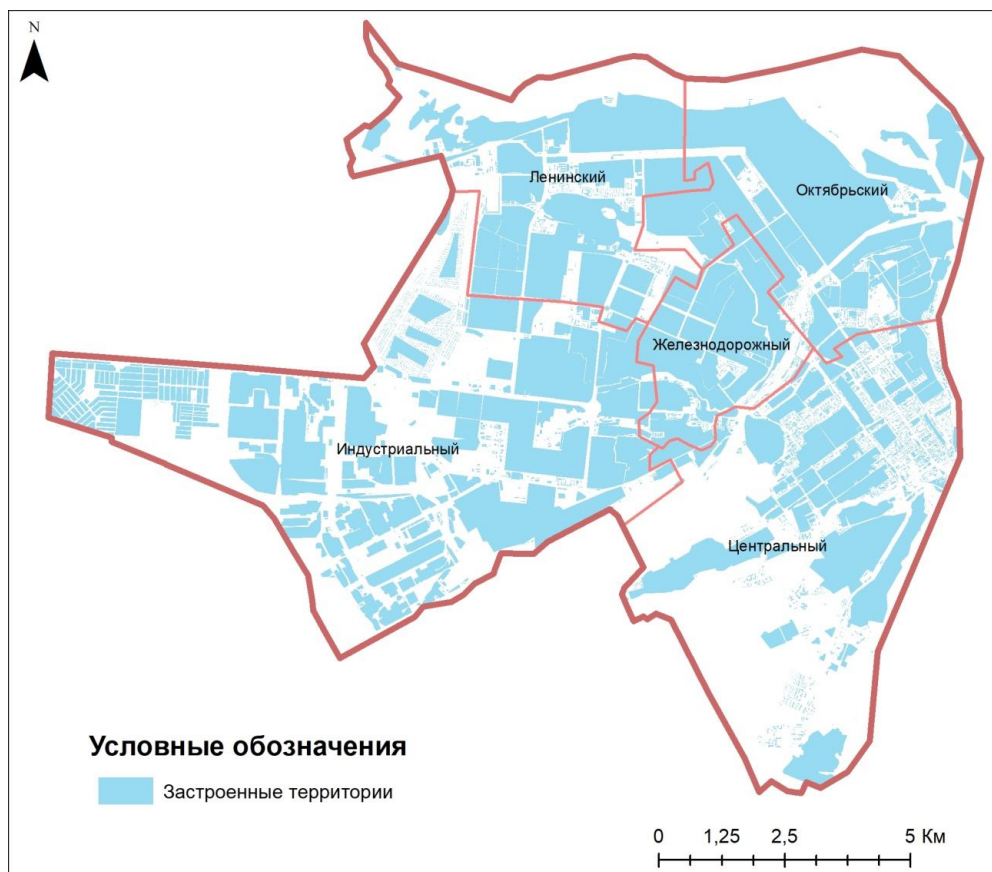 N
Ленинский
Октябрьский
Железнодорожный
Индустриальный
Центральный
Условные обозначения
Застроенные территории
0 1,25 2,5 5 Км